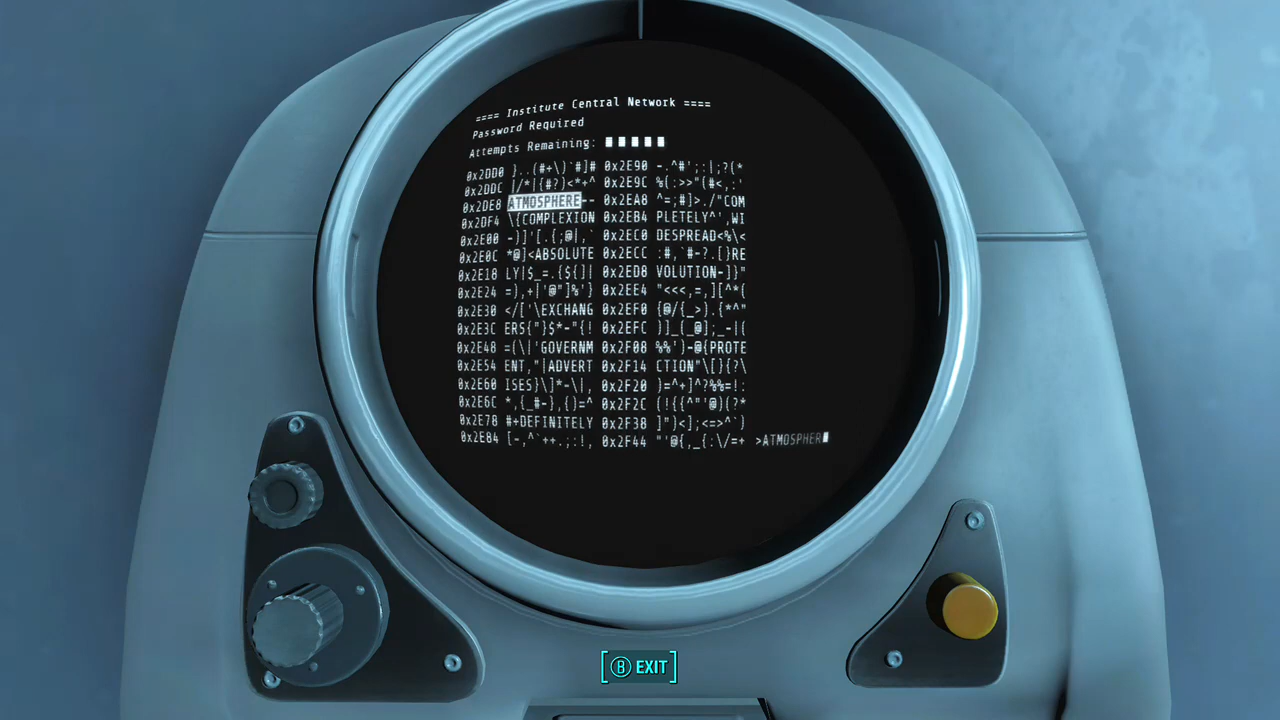 ==== Institute Central Network ====
Password Required
Attempts Remaining: ■ ■ ■ ■ ■
0x2DD0 }..(#+\)`#]# 0x2E90 -.^#';:|;?(*
0x2DDC |/*|{#?)<*+^ 0x2E9C %(:>>"(#<,:'
0x2DE8 ATMOSPHERE-- 0x2EA8 ^=;#]>./"COM
0x2DF4 \{COMPLEXION 0x2EB4 PLETELY^',WI
0x2E00 -)]'[.{;@|,` 0x2EC0 DESPREAD<%\<
0x2E0C *@]<ABSOLUTE 0x2ECC :#,`#-?.[}RE
0x2E18 LY|$_=.{${]| 0x2ED8 VOLUTION-]}"
0x2E24 =),+|'@"]%'} 0x2EE4 "<<<,=,][^*(
0x2E30 </['\EXCHANG 0x2EF0 {@/{_>).{*^"
0x2E3C ERS{"}$*-"{! 0x2EFC )]_(_@];_-|(
0x2E48 =(\|'GOVERNM 0x2F08 %%')-@{PROTE
0x2E54 ENT,"|ADVERT 0x2F14 CTION"\[}{?\
0x2E60 ISES}\]*-\|, 0x2F20 )=^+]^?%%=!:
0x2E6C *,{_#-},{)=^ 0x2F2C (!{{^"'@)(?*
0x2E78 #+DEFINITELY 0x2F38 ]")<];<=>^`)
0x2E84 [-,^`++.;:!, 0x2F44 "'@{,_{:\/=+ >ATMOSPHER■
Ⓑ EXIT